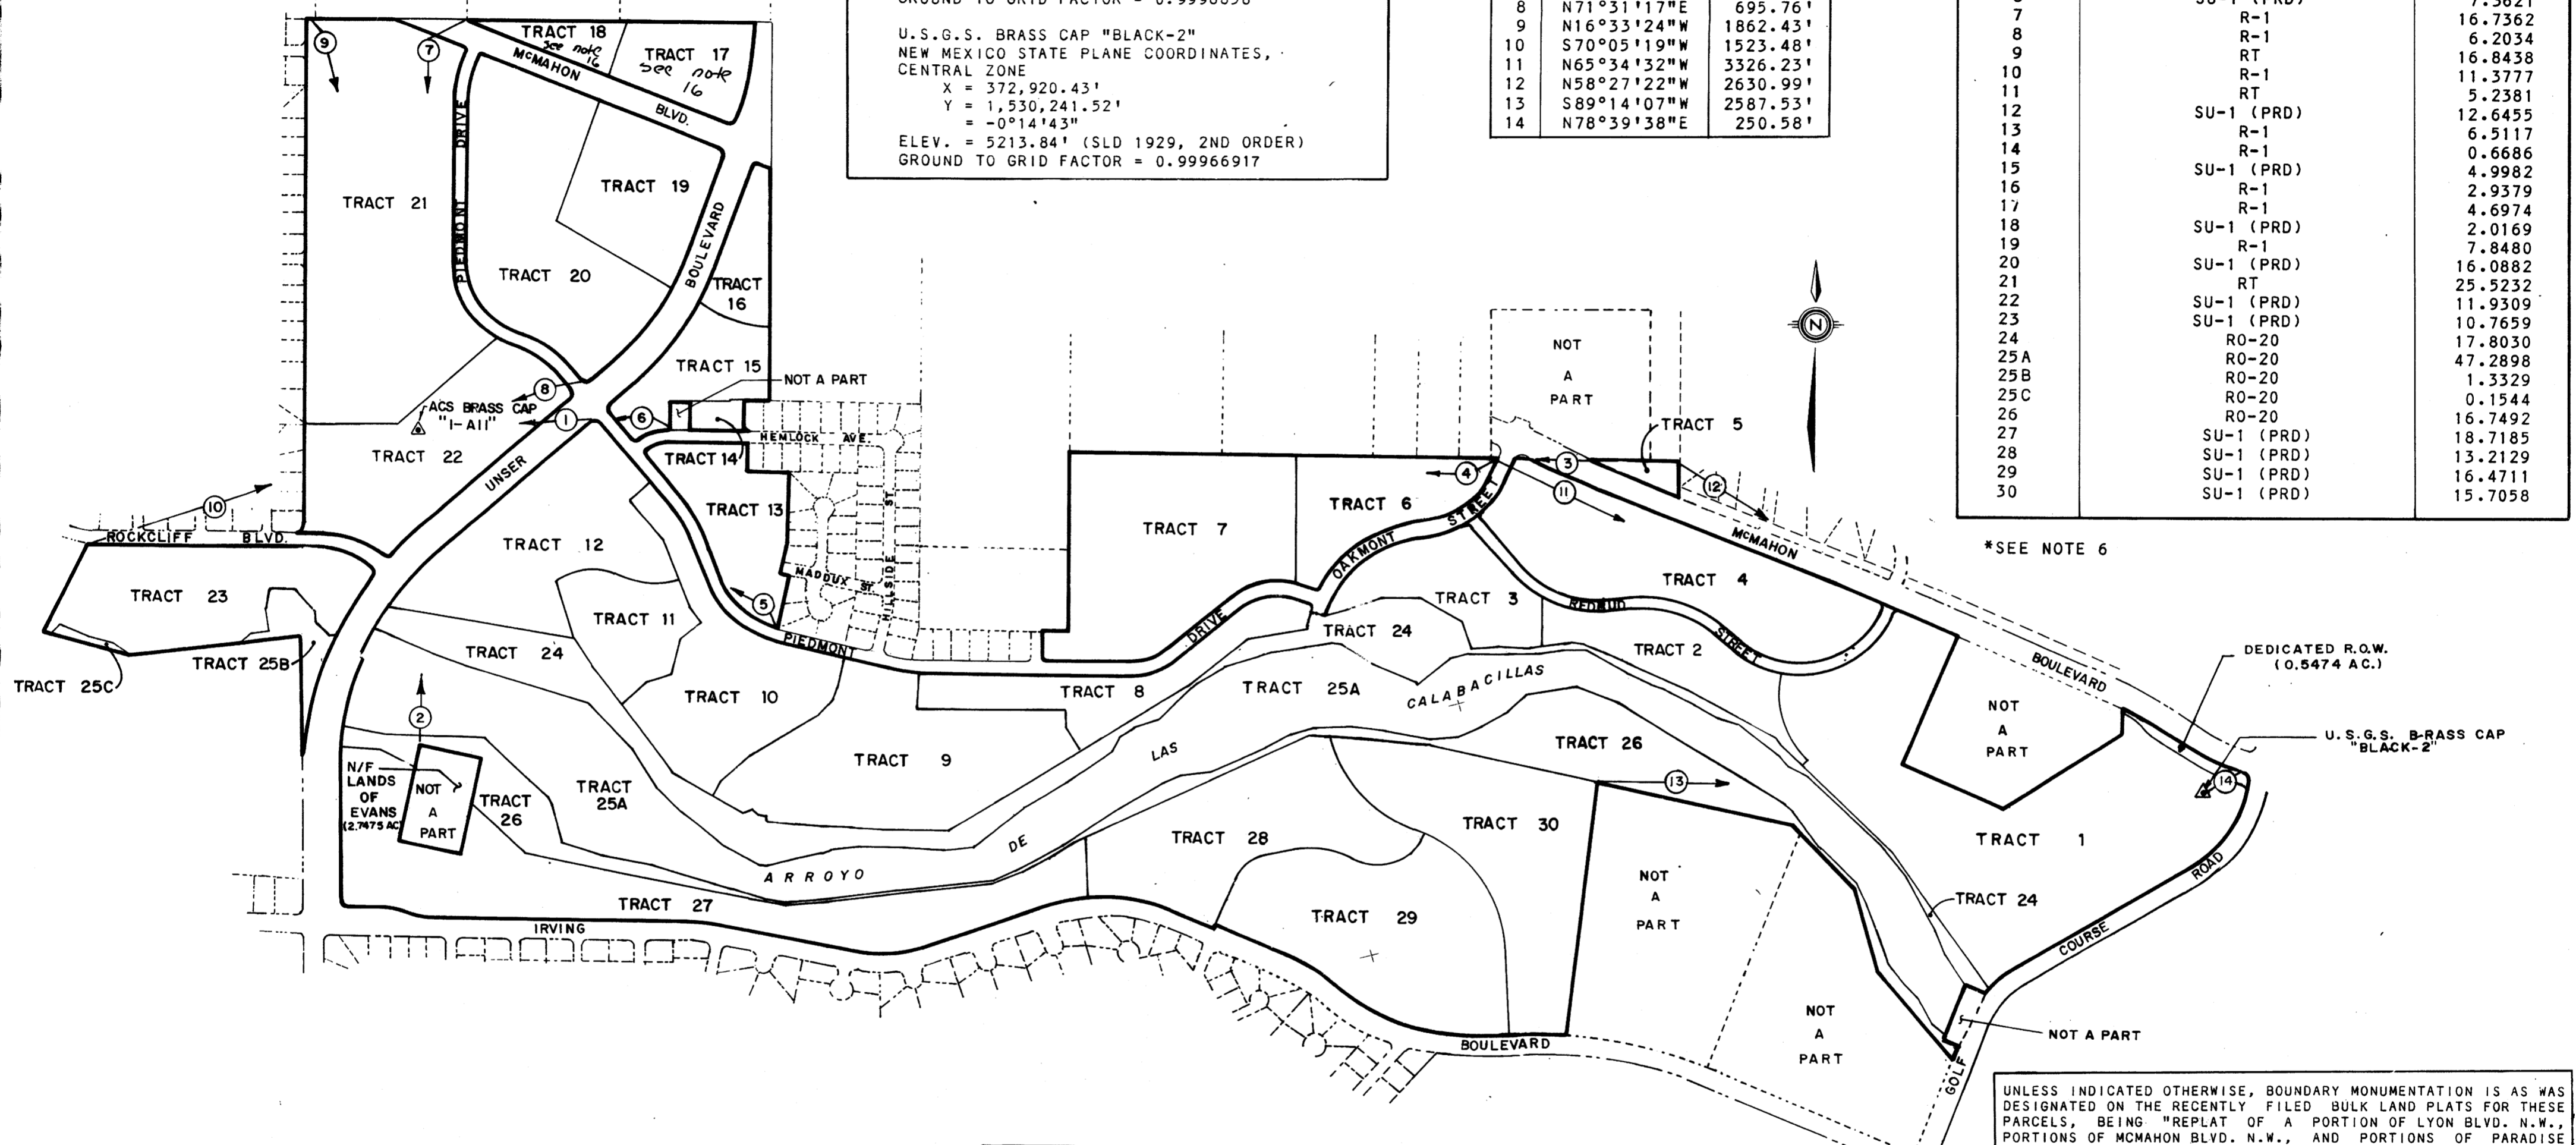 GROUND TO GRID FACTOR =
U.S.G.S. BRASS CAP "BLACK-2"
NEW MEXICO STATE PLANE COORDINATES,
CENTRAL ZONE
X = 372,920.43'
Y = 1,530,241.52'
= -0°14'43"
ELEV. = 5213.84' (SLD 1929, 2ND ORDER)
GROUND TO GRID FACTOR = 0.99966917
8 N71°31'17"E 695.76'
9 N16°33'24"W 1862.43'
10 S70°05'19"W 1523.48'
11 N65°34'32"W 3326.23'
12 N58°27'22"W 2630.99'
13 S89°14'07"W 2587.53'
14 N78°39'38"E 250.58'
SU-1 (PRD)
7 R-1 16.7362
8 R-1 6.2034
9 RT 16.8438
10 R-1 11.3777
11 RT 5.2381
12 SU-1 (PRD) 12.6455
13 R-1 6.5117
14 R-1 0.6686
15 SU-1 (PRD) 4.9982
16 R-1 2.9379
17 R-1 4.6974
18 SU-1 (PRD) 2.0169
19 R-1 7.8480
20 SU-1 (PRD) 16.0882
21 RT 25.5232
22 SU-1 (PRD) 11.9309
23 SU-1 (PRD) 10.7659
24 RO-20 17.8030
25A RO-20 47.2898
25B RO-20 1.3329
25C RO-20 0.1544
26 RO-20 16.7492
27 SU-1 (PRD) 18.7185
28 SU-1 (PRD) 13.2129
29 SU-1 (PRD) 16.4711
30 SU-1 (PRD) 15.7058
*SEE NOTE 6
9
7
TRACT 18
see note
16
TRACT 17
see note
16
McMAHON
BLVD.
PIEDMONT DRIVE
TRACT 21
TRACT 19
TRACT 20
BOULEVARD
TRACT
16
TRACT 15
NOT A PART
8
ACS BRASS CAP
"1-A11"
1
6
HEMLOCK AVE.
TRACT 14
TRACT 22
UNSER
10
ROCKCLIFF BLVD.
TRACT 13
HILLSIDE ST.
MADDUX ST.
5
PIEDMONT
DRIVE
TRACT 12
TRACT 11
TRACT 23
TRACT 25B
TRACT 25C
TRACT 24
2
TRACT 10
TRACT 9
TRACT 8
TRACT 7
TRACT 6
4
3
11
12
TRACT 5
NOT
A
PART
N
OAKMONT
STREET
McMAHON
BOULEVARD
TRACT 4
TRACT 3
REDBUD
STREET
TRACT 2
TRACT 24
TRACT 25A
CALABACILLAS
LAS
DE
ARROYO
N/F
LANDS
OF
EVANS
(2.7475 AC)
NOT
A
PART
TRACT
26
TRACT
25A
TRACT 27
IRVING
TRACT 28
TRACT 29
TRACT 30
TRACT 26
13
BOULEVARD
NOT
A
PART
NOT
A
PART
NOT
A
PART
DEDICATED R.O.W.
(0.5474 AC.)
U.S.G.S. BRASS CAP
"BLACK-2"
14
TRACT 1
TRACT 24
GOLF
COURSE
ROAD
NOT A PART
UNLESS INDICATED OTHERWISE, BOUNDARY MONUMENTATION IS AS WAS
DESIGNATED ON THE RECENTLY FILED BULK LAND PLATS FOR THESE
PARCELS, BEING "REPLAT OF A PORTION OF LYON BLVD. N.W.,
PORTIONS OF MCMAHON BLVD. N.W., AND PORTIONS OF PARADISE